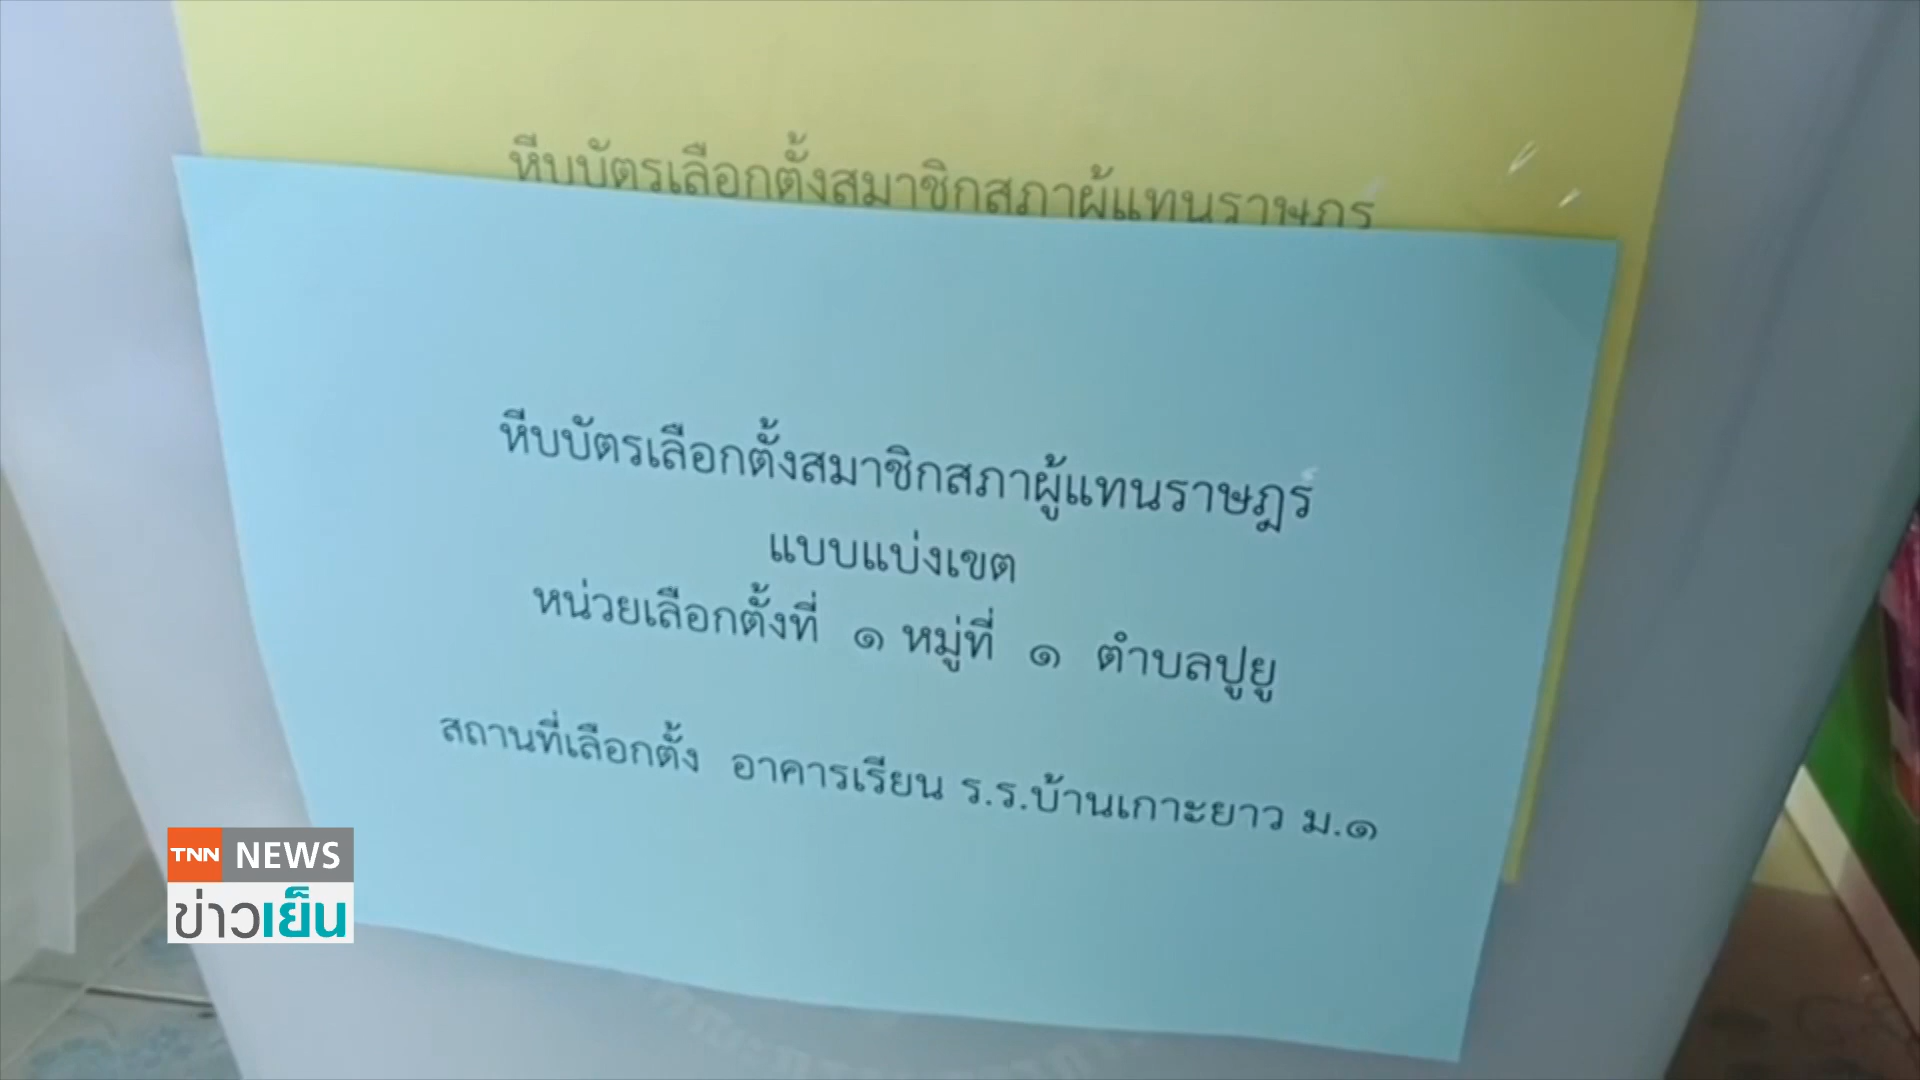 หีบบัตรเลือกตั้งสมาชิกสภาผู้แทนราษฎร
หีบบัตรเลือกตั้งสมาชิกสภาผู้แทนราษฎร
แบบแบ่งเขต
หน่วยเลือกตั้งที่ ๑ หมู่ที่ ๑ ตำบลปูยู
สถานที่เลือกตั้ง อาคารเรียน ร.ร.บ้านเกาะยาว ม.๑
TNN NEWS
ข่าวเย็น